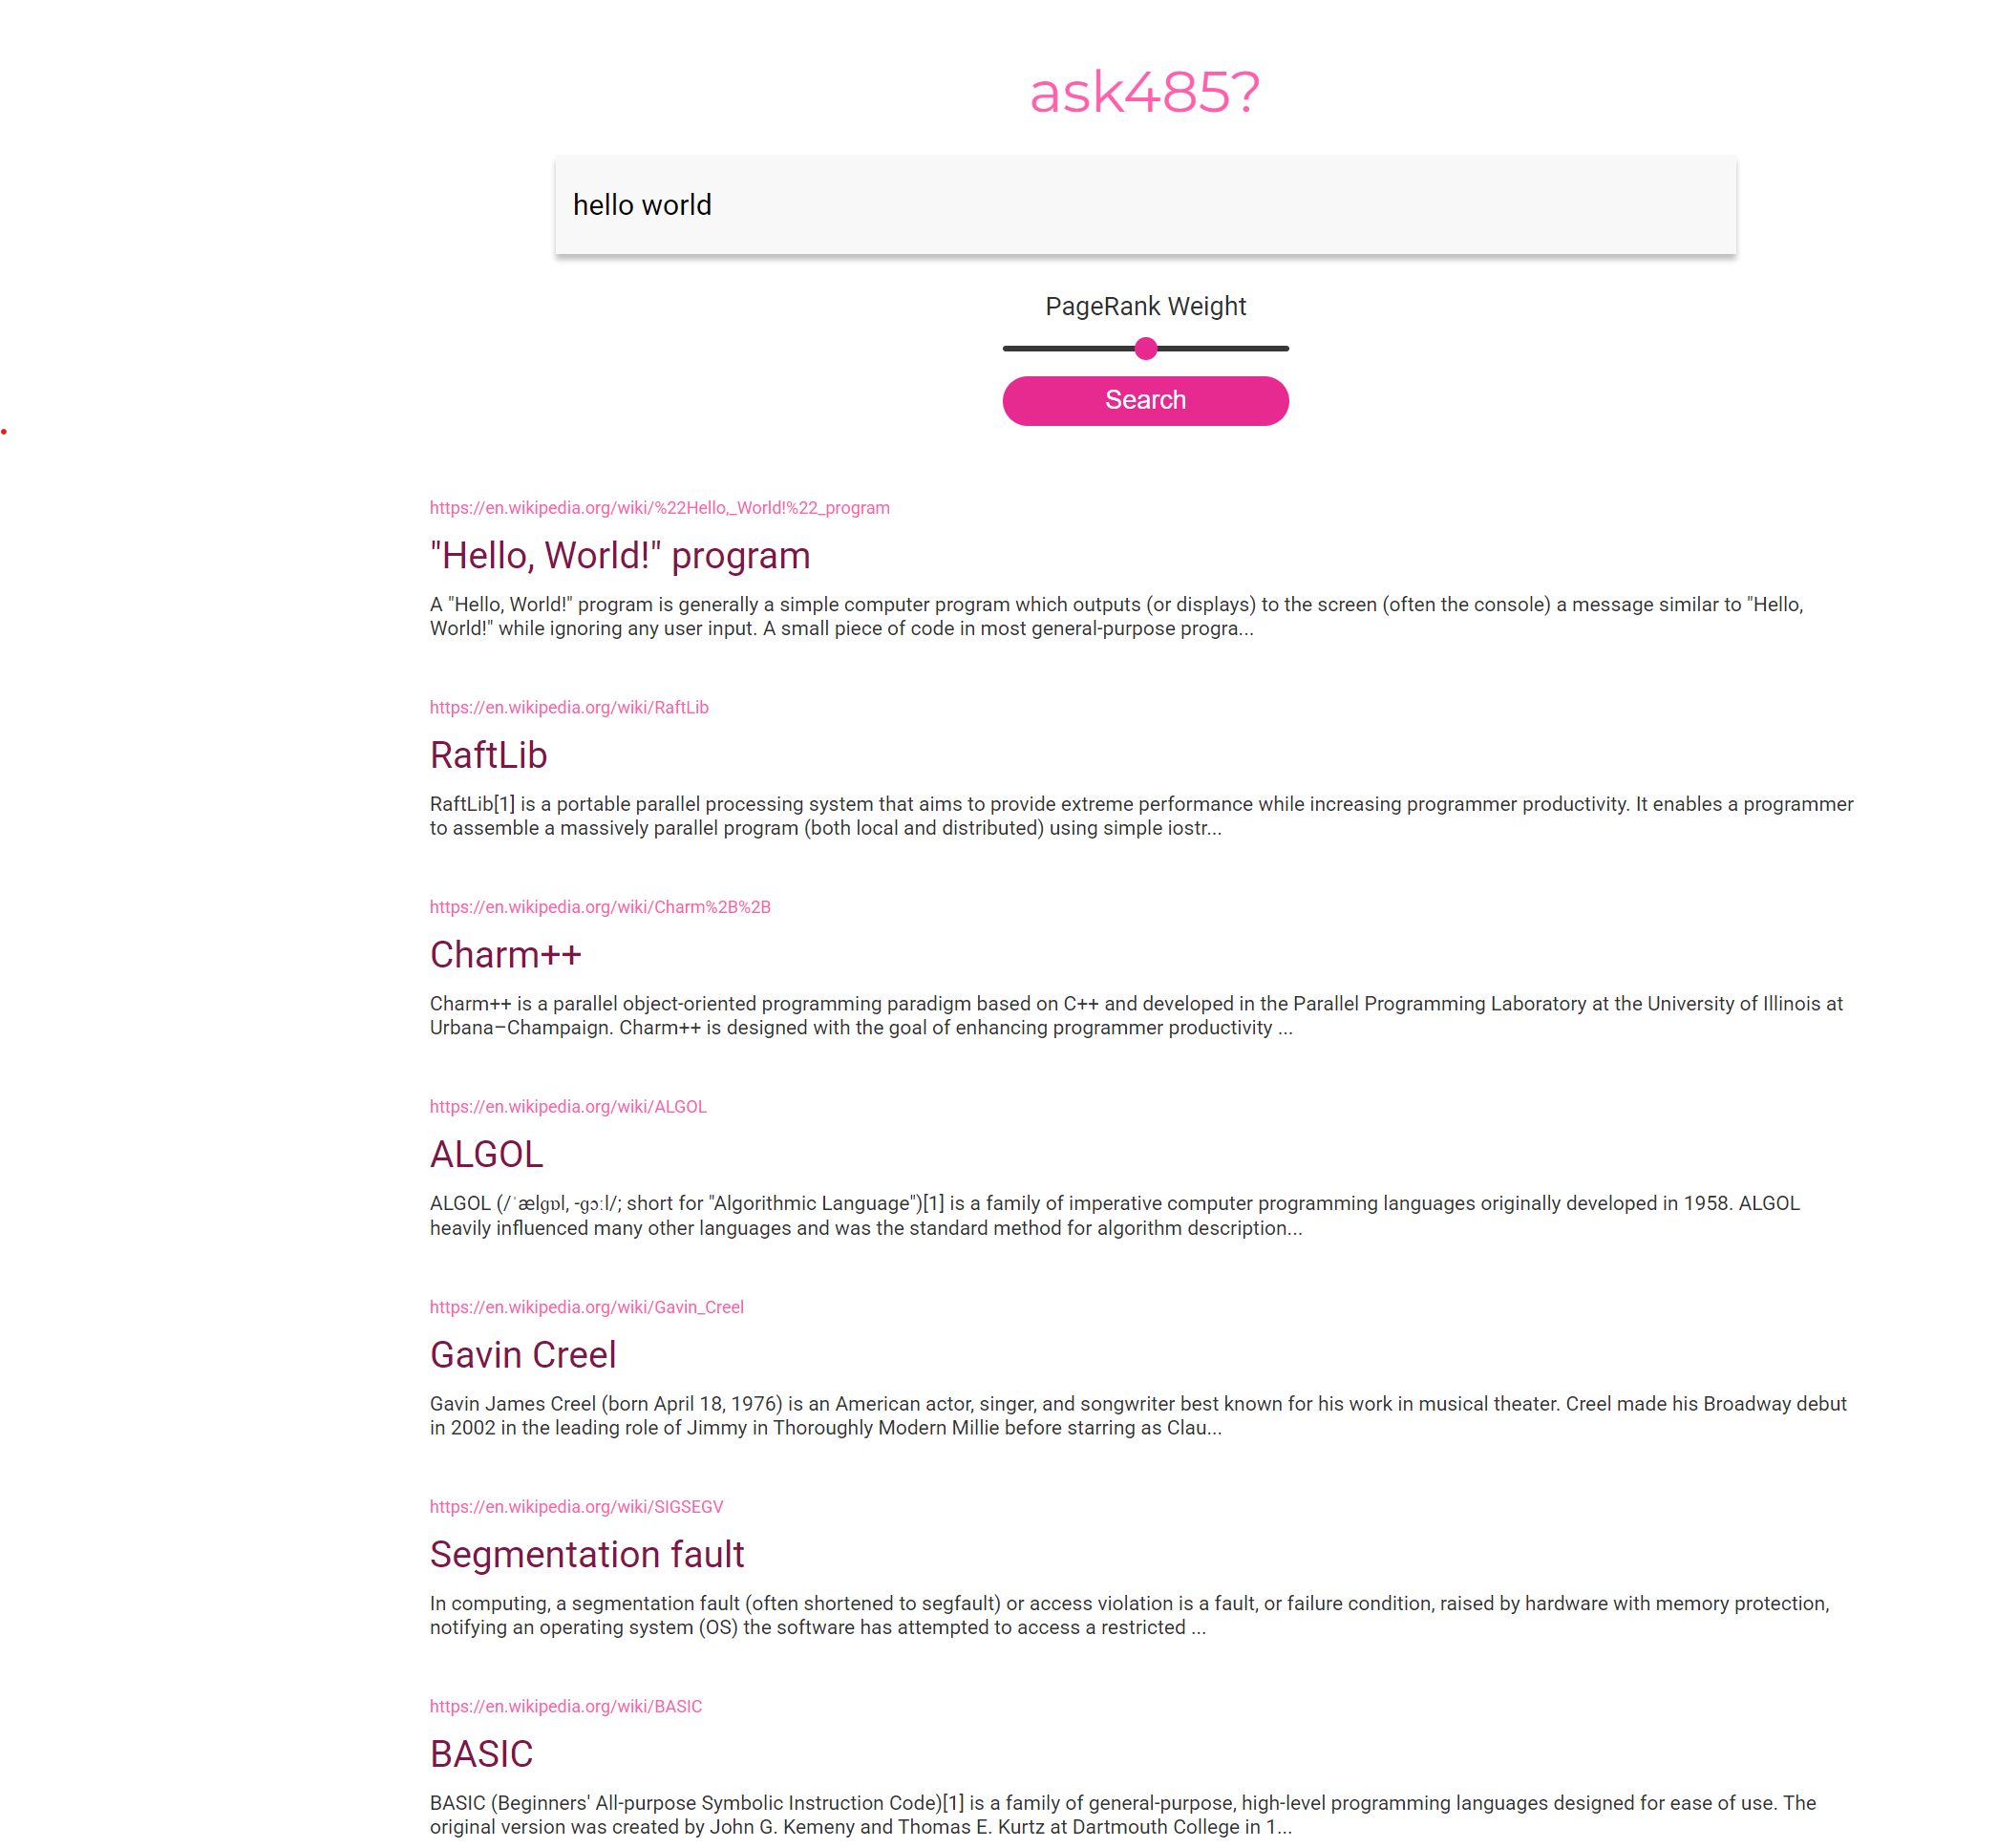 ask485?
hello world
PageRank Weight
Search
https://en.wikipedia.org/wiki/%22Hello,_World!%22_program
"Hello, World!" program
A "Hello, World!" program is generally a simple computer program which outputs (or displays) to the screen (often the console) a message similar to "Hello,
World!" while ignoring any user input. A small piece of code in most general-purpose progra...
https://en.wikipedia.org/wiki/RaftLib
RaftLib
RaftLib[1] is a portable parallel processing system that aims to provide extreme performance while increasing programmer productivity. It enables a programmer
to assemble a massively parallel program (both local and distributed) using simple iostr...
https://en.wikipedia.org/wiki/Charm%2B%2B
Charm++
Charm++ is a parallel object-oriented programming paradigm based on C++ and developed in the Parallel Programming Laboratory at the University of Illinois at
Urbana–Champaign. Charm++ is designed with the goal of enhancing programmer productivity ...
https://en.wikipedia.org/wiki/ALGOL
ALGOL
ALGOL (/ˈælɡɒl, -ɡɔːl/; short for "Algorithmic Language")[1] is a family of imperative computer programming languages originally developed in 1958. ALGOL
heavily influenced many other languages and was the standard method for algorithm description...
https://en.wikipedia.org/wiki/Gavin_Creel
Gavin Creel
Gavin James Creel (born April 18, 1976) is an American actor, singer, and songwriter best known for his work in musical theater. Creel made his Broadway debut
in 2002 in the leading role of Jimmy in Thoroughly Modern Millie before starring as Clau...
https://en.wikipedia.org/wiki/SIGSEGV
Segmentation fault
In computing, a segmentation fault (often shortened to segfault) or access violation is a fault, or failure condition, raised by hardware with memory protection,
notifying an operating system (OS) the software has attempted to access a restricted ...
https://en.wikipedia.org/wiki/BASIC
BASIC
BASIC (Beginners' All-purpose Symbolic Instruction Code)[1] is a family of general-purpose, high-level programming languages designed for ease of use. The
original version was created by John G. Kemeny and Thomas E. Kurtz at Dartmouth College in 1...